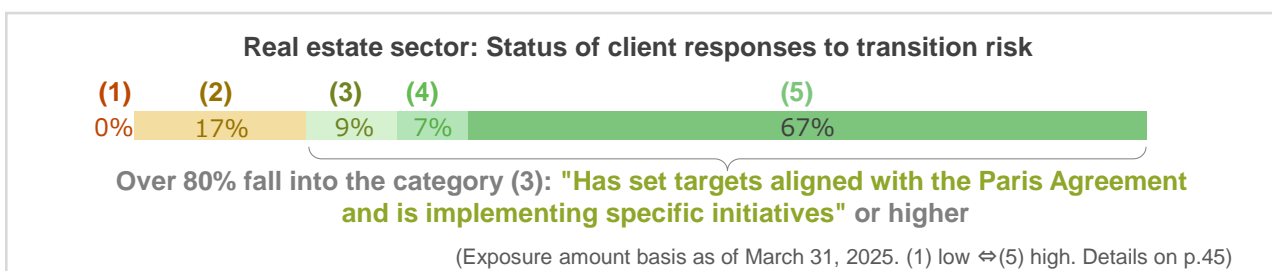 Real estate sector: Status of client responses to transition risk
(1) (2) (3) (4) (5)
0% 17% 9% 7% 67%
Over 80% fall into the category (3): "Has set targets aligned with the Paris Agreement
and is implementing specific initiatives" or higher
(Exposure amount basis as of March 31, 2025. (1) low ⇔(5) high. Details on p.45)